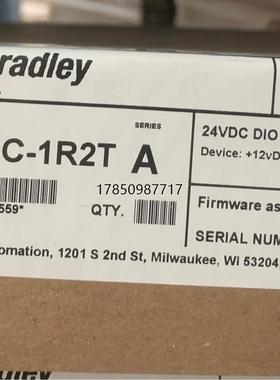 radley
C-1R2T
SERIES
A
24VDC DIO
Device: +12vD
17850987717
559*
QTY.
Firmware as
SERIAL NUM
omation, 1201 S 2nd St, Milwaukee, Wi 53204